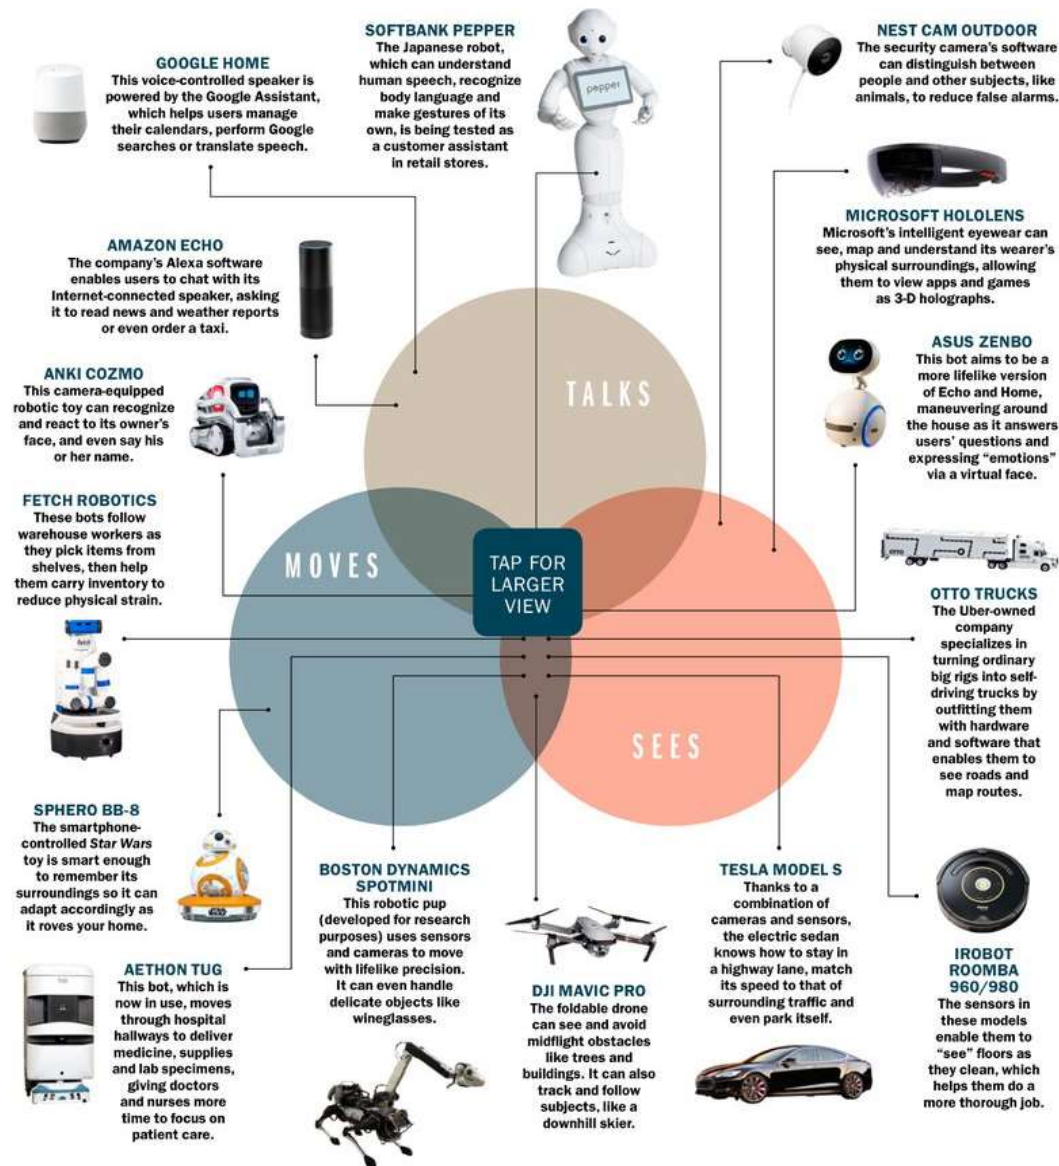 SOFTBANK PEPPER
The Japanese robot,
which can understand
human speech, recognize
body language and
make gestures of its
own, is being tested as
a customer assistant
in retail stores.
pepper
NEST CAM OUTDOOR
The security camera's software
can distinguish between
people and other subjects, like
animals, to reduce false alarms.
GOOGLE HOME
This voice-controlled speaker is
powered by the Google Assistant,
which helps users manage
their calendars, perform Google
searches or translate speech.
MICROSOFT HOLOLENS
Microsoft's intelligent eyewear can
see, map and understand its wearer's
physical surroundings, allowing
them to view apps and games
as 3-D holographs.
AMAZON ECHO
The company's Alexa software
enables users to chat with its
Internet-connected speaker, asking
it to read news and weather reports
or even order a taxi.
ASUS ZENBO
This bot aims to be a
more lifelike version
of Echo and Home,
maneuvering around
the house as it answers
users' questions and
expressing “emotions”
via a virtual face.
ANKI COZMO
This camera-equipped
robotic toy can recognize
and react to its owner's
face, and even say his
or her name.
TALKS
MOVES
SEES
TAP FOR
LARGER
VIEW
FETCH ROBOTICS
These bots follow
warehouse workers as
they pick items from
shelves, then help
them carry inventory to
reduce physical strain.
OTTO
OTTO TRUCKS
The Uber-owned
company
specializes in
turning ordinary
big rigs into self-
driving trucks by
outfitting them
with hardware
and software that
enables them to
see roads and
map routes.
SPHERO BB-8
The smartphone-
controlled Star Wars
toy is smart enough
to remember its
surroundings so it can
adapt accordingly as
it roves your home.
BOSTON DYNAMICS
SPOTMINI
This robotic pup
(developed for research
purposes) uses sensors
and cameras to move
with lifelike precision.
It can even handle
delicate objects like
wineglasses.
TESLA MODEL S
Thanks to a
combination of
cameras and sensors,
the electric sedan
knows how to stay in
a highway lane, match
its speed to that of
surrounding traffic and
even park itself.
AETHON TUG
This bot, which is
now in use, moves
through hospital
hallways to deliver
medicine, supplies
and lab specimens,
giving doctors
and nurses more
time to focus on
patient care.
DJI MAVIC PRO
The foldable drone
can see and avoid
midflight obstacles
like trees and
buildings. It can also
track and follow
subjects, like a
downhill skier.
IROBOT
ROOMBA
960/980
The sensors in
these models
enable them to
“see” floors as
they clean, which
helps them do a
more thorough job.